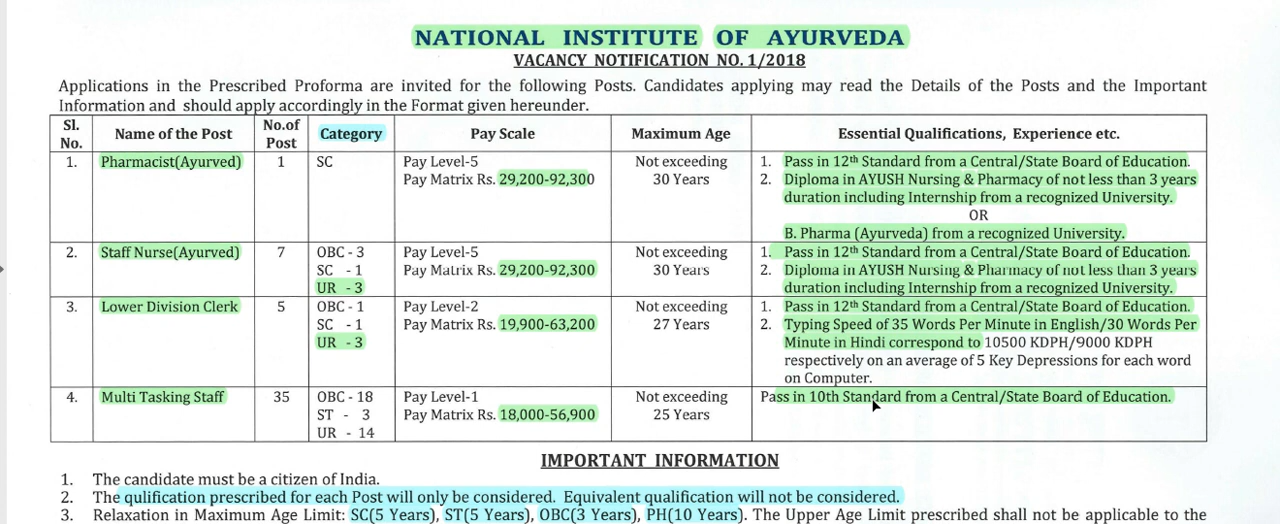 NATIONAL INSTITUTE OF AYURVEDA
VACANCY NOTIFICATION NO. 1/2018
Applications in the Prescribed Proforma are invited for the following Posts. Candidates applying may read the Details of the Posts and the Important
Information and should apply accordingly in the Format given hereunder.
Sl. No. Name of the Post No.of Post Category Pay Scale Maximum Age Essential Qualifications, Experience etc.
1. Pharmacist(Ayurved) 1 SC Pay Level-5 Not exceeding 1. Pass in 12th Standard from a Central/State Board of Education.
Pay Matrix Rs. 29,200-92,300 30 Years 2. Diploma in AYUSH Nursing & Pharmacy of not less than 3 years
duration including Internship from a recognized University.
OR
B. Pharma (Ayurveda) from a recognized University.
2. Staff Nurse(Ayurved) 7 OBC - 3 Pay Level-5 Not exceeding 1. Pass in 12th Standard from a Central/State Board of Education.
SC - 1 Pay Matrix Rs. 29,200-92,300 30 Years 2. Diploma in AYUSH Nursing & Pharmacy of not less than 3 years
UR - 3 duration including Internship from a recognized University.
3. Lower Division Clerk 5 OBC - 1 Pay Level-2 Not exceeding 1. Pass in 12th Standard from a Central/State Board of Education.
SC - 1 Pay Matrix Rs. 19,900-63,200 27 Years 2. Typing Speed of 35 Words Per Minute in English/30 Words Per
UR - 3 Minute in Hindi correspond to 10500 KDPH/9000 KDPH
respectively on an average of 5 Key Depressions for each word
on Computer.
4. Multi Tasking Staff 35 OBC - 18 Pay Level-1 Not exceeding Pass in 10th Standard from a Central/State Board of Education.
ST - 3 Pay Matrix Rs. 18,000-56,900 25 Years
UR - 14
IMPORTANT INFORMATION
1. The candidate must be a citizen of India.
2. The qulification prescribed for each Post will only be considered. Equivalent qualification will not be considered.
3. Relaxation in Maximum Age Limit: SC(5 Years), ST(5 Years), OBC(3 Years), PH(10 Years). The Upper Age Limit prescribed shall not be applicable to the